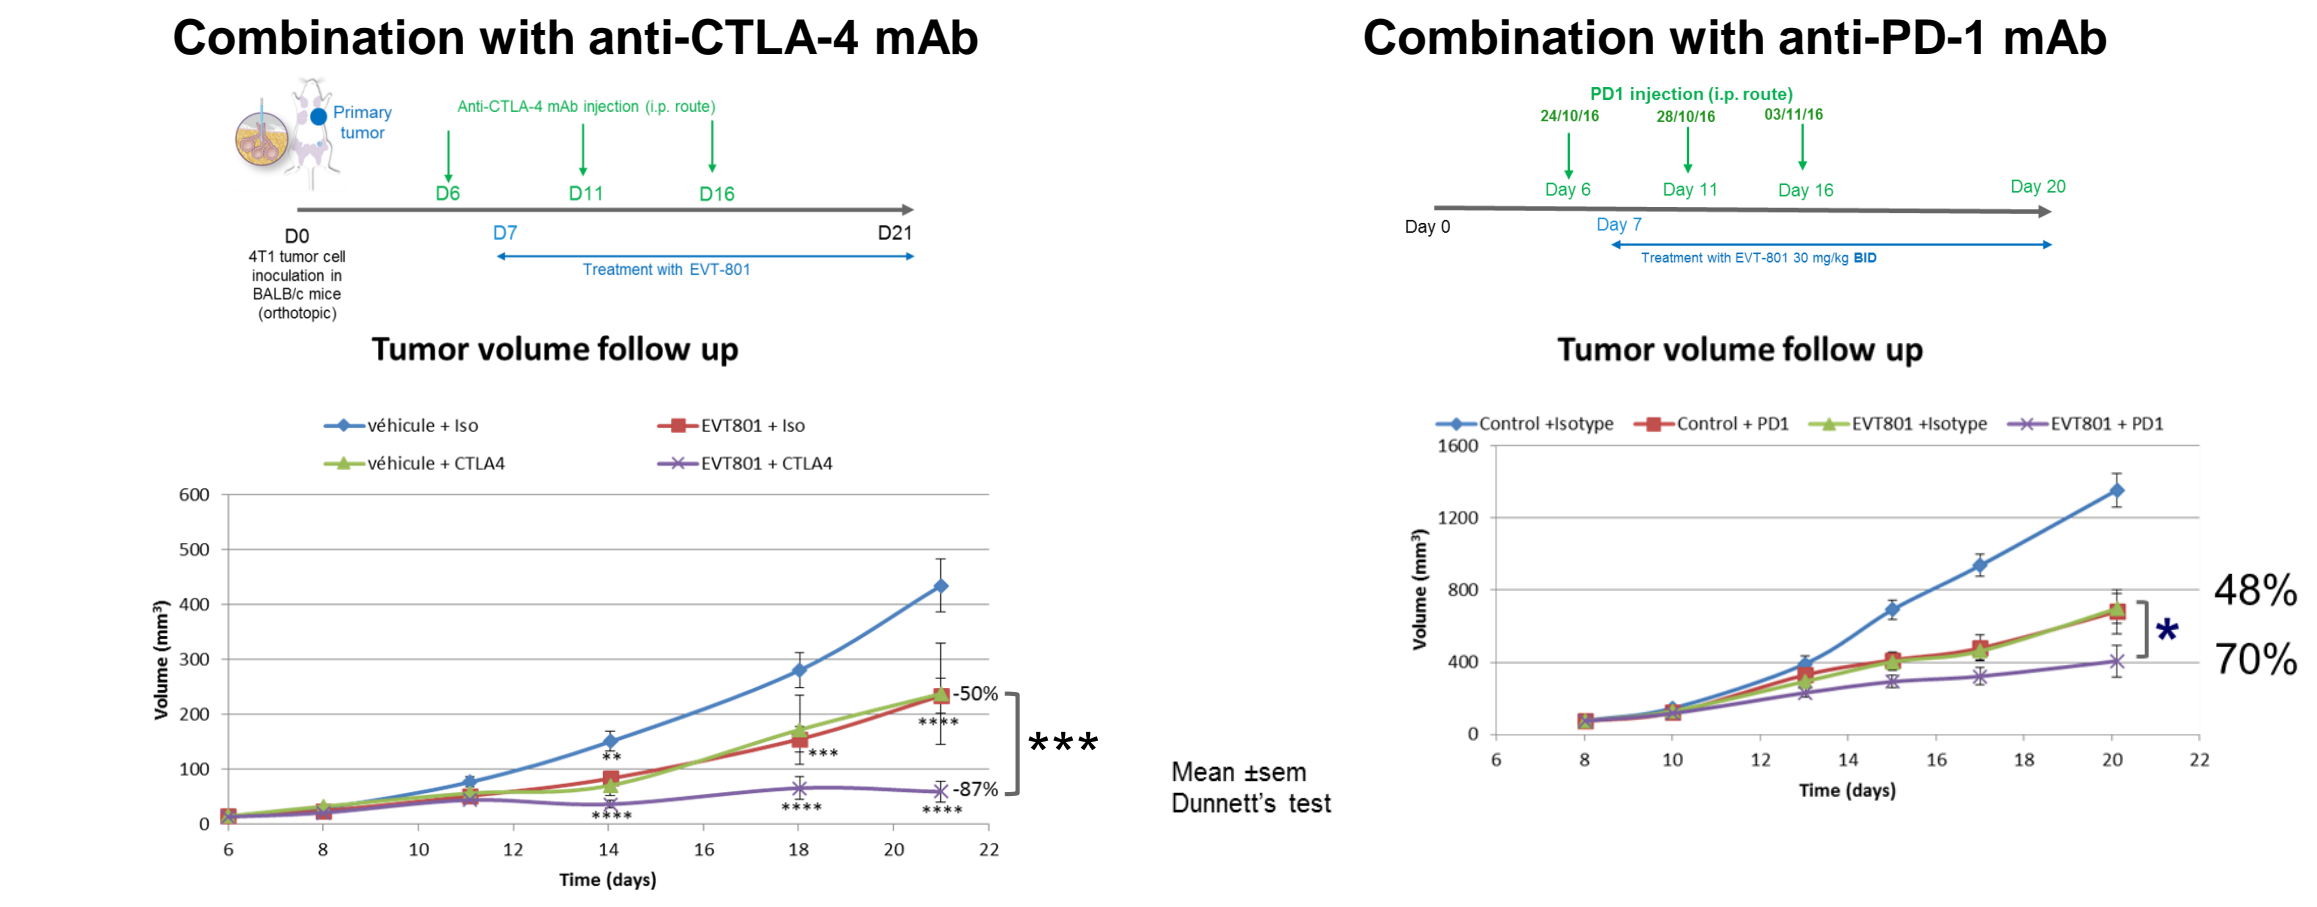 Combination with anti-CTLA-4 mAb
Primary
tumor
Anti-CTLA-4 mAb injection (i.p. route)
D6
D11
D16
D0
D7
D21
4T1 tumor cell
inoculation in
BALB/c mice
(orthotopic)
Treatment with EVT-801
Tumor volume follow up
véhicule + Iso
EVT801 + Iso
véhicule + CTLA4
EVT801 + CTLA4
600
500
400
300
200
100
0
Volume (mm³)
6
8
10
12
14
16
18
20
22
Time (days)
**
****
***
****
-50%
****
-87%
****
***
Mean ±sem
Dunnett's test
Combination with anti-PD-1 mAb
PD1 injection (i.p. route)
24/10/16
28/10/16
03/11/16
Day 6
Day 11
Day 16
Day 20
Day 0
Day 7
Treatment with EVT-801 30 mg/kg BID
Tumor volume follow up
Control +Isotype
Control + PD1
EVT801 +Isotype
EVT801 + PD1
1600
1200
800
400
0
Volume (mm³)
6
8
10
12
14
16
18
20
22
Time (days)
*
48%
70%